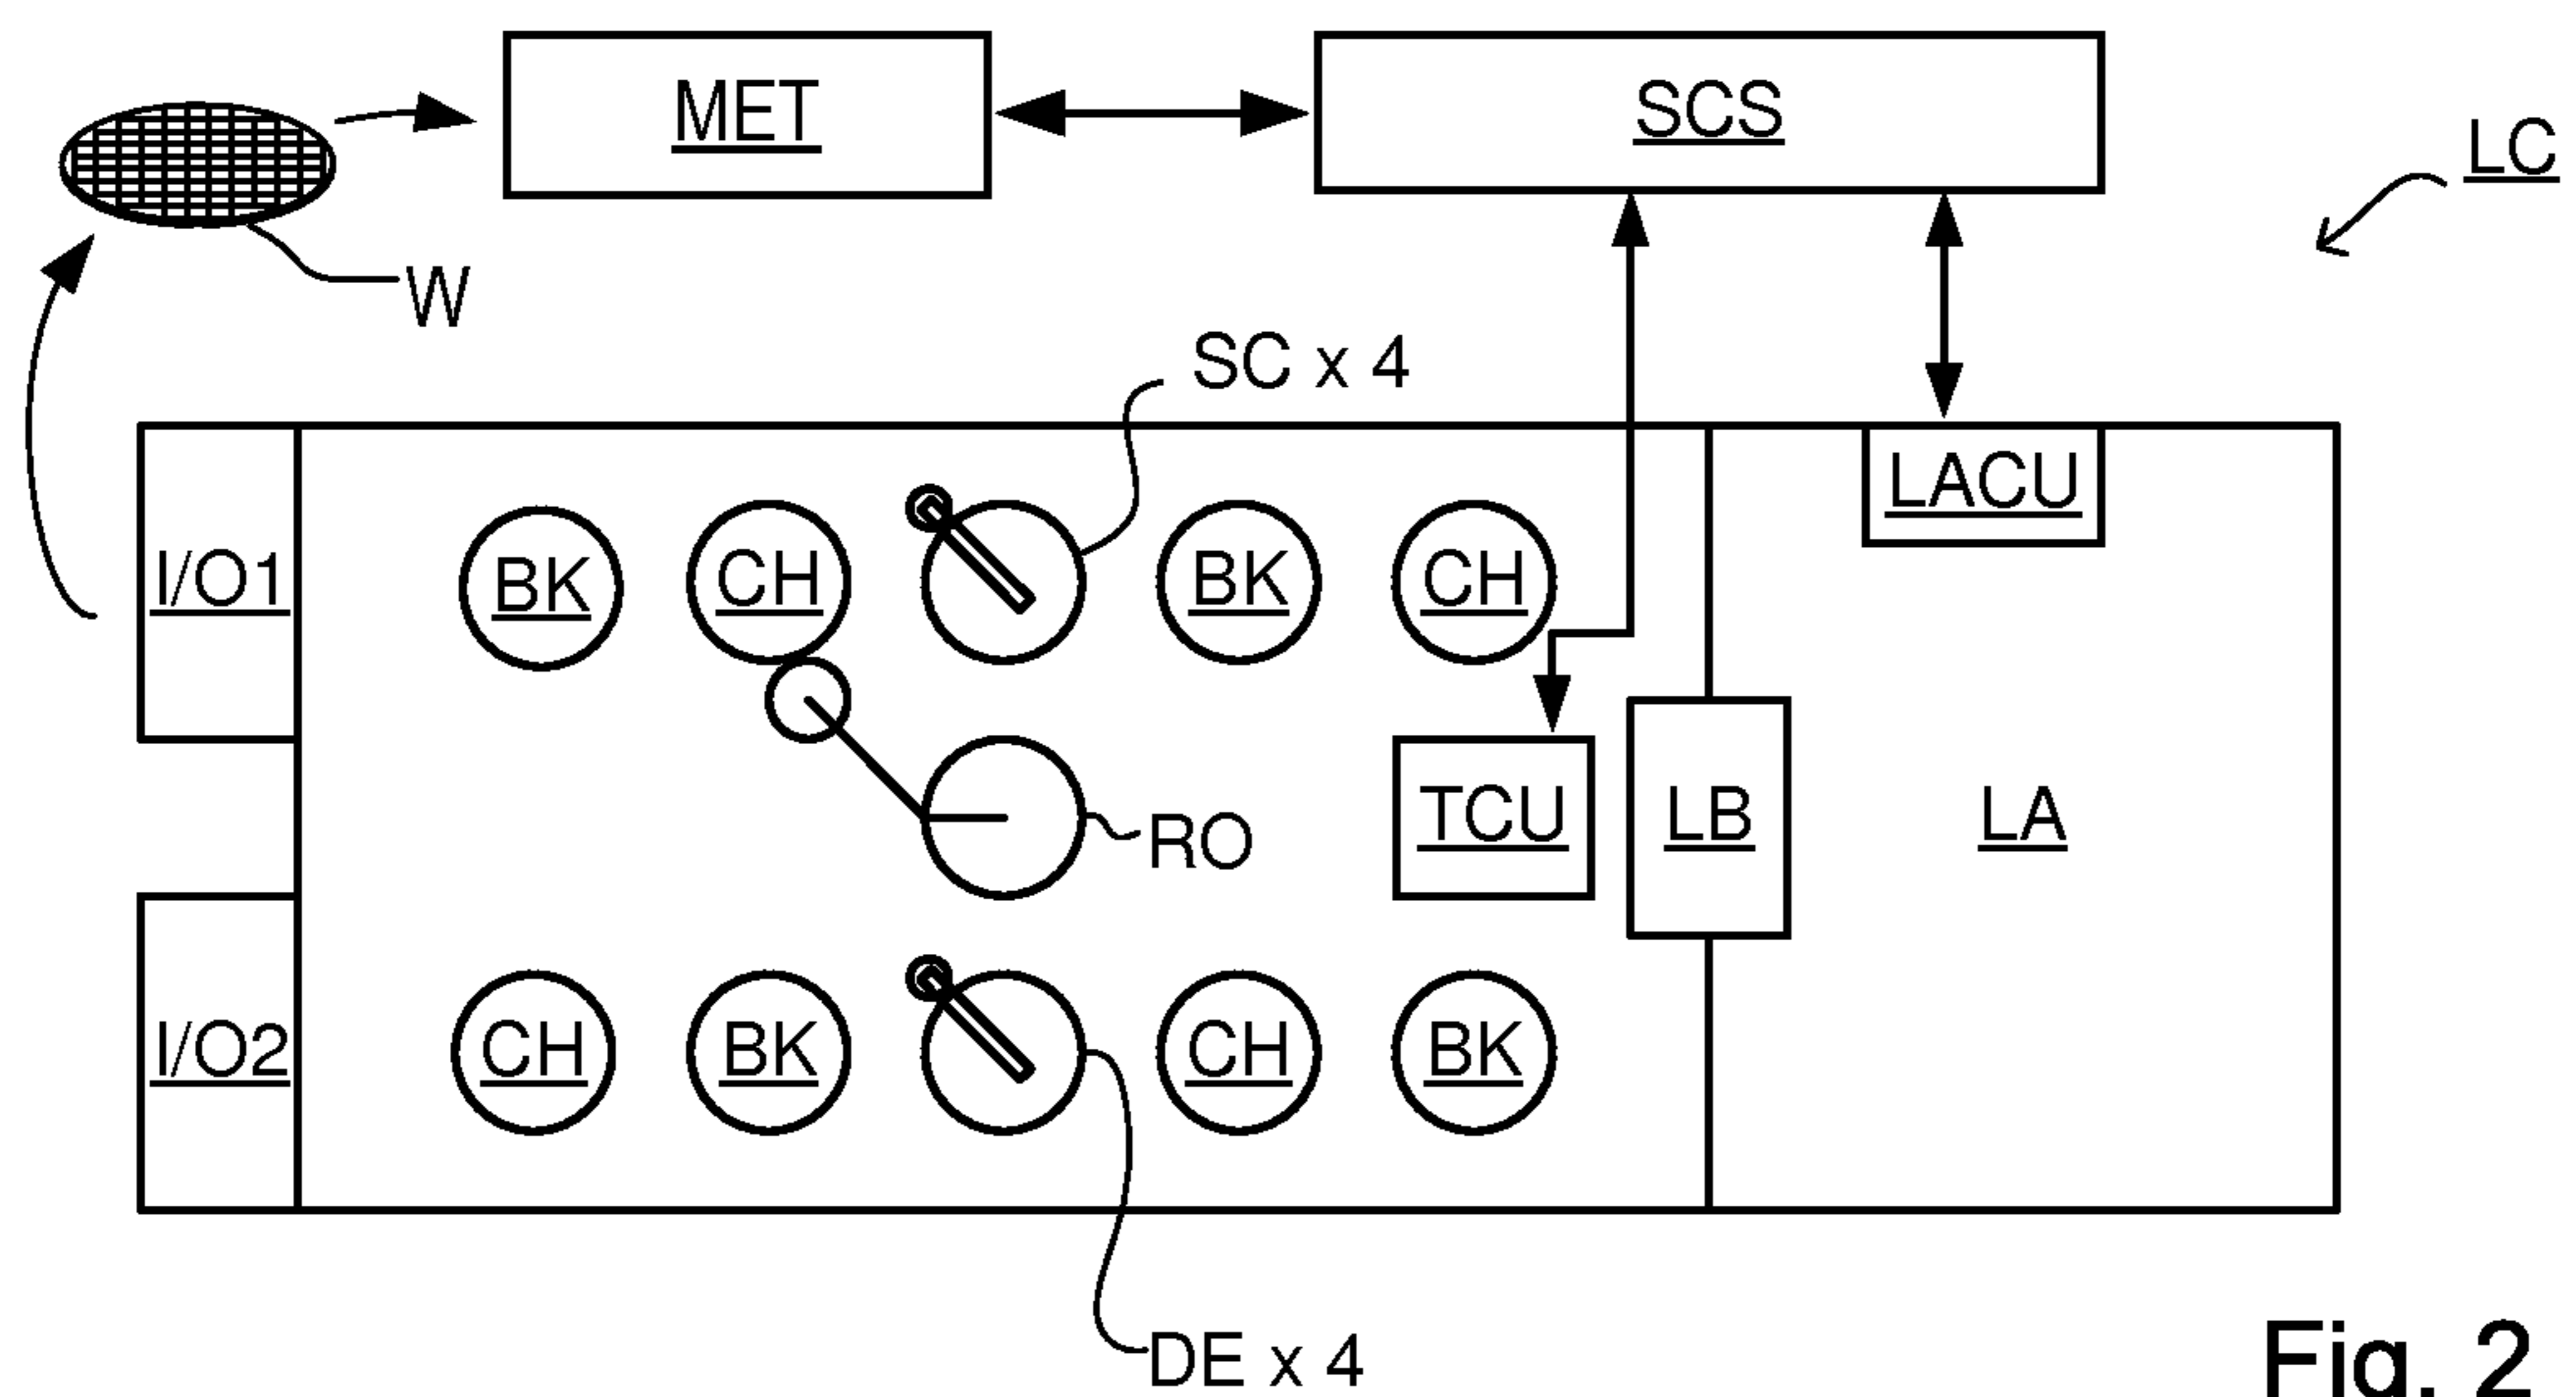 MET
SCS
LC
W
SC x 4
LACU
I/O1
BK
CH
BK
CH
TCU
LB
LA
RO
I/O2
CH
BK
CH
BK
DE x 4
Fig. 2